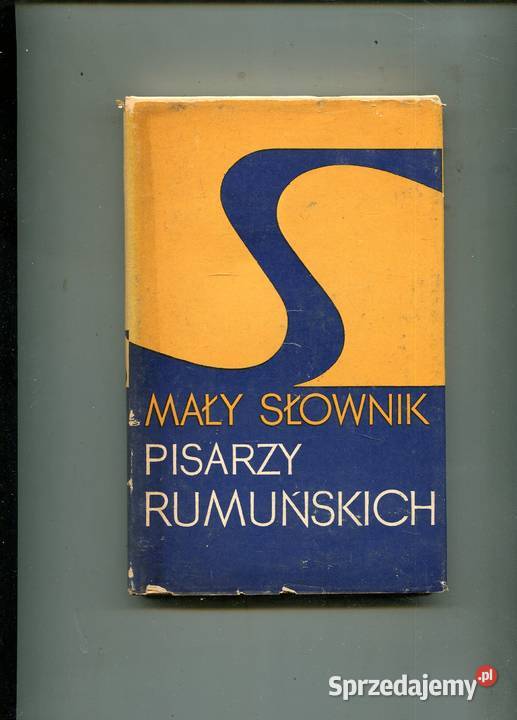 MAŁY SŁOWNIK
PISARZY
RUMUŃSKICH
Sprzedajemy.pl